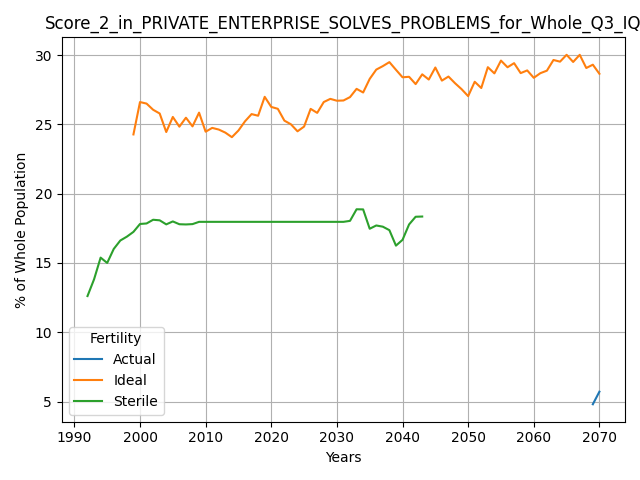 Score_2_in_PRIVATE_ENTERPRISE_SOLVES_PROBLEMS_for_Whole_Q3_IQ
% of Whole Population
30
25
20
15
10
5
Fertility
Actual
Ideal
Sterile
1990 2000 2010 2020 2030 2040 2050 2060 2070
Years